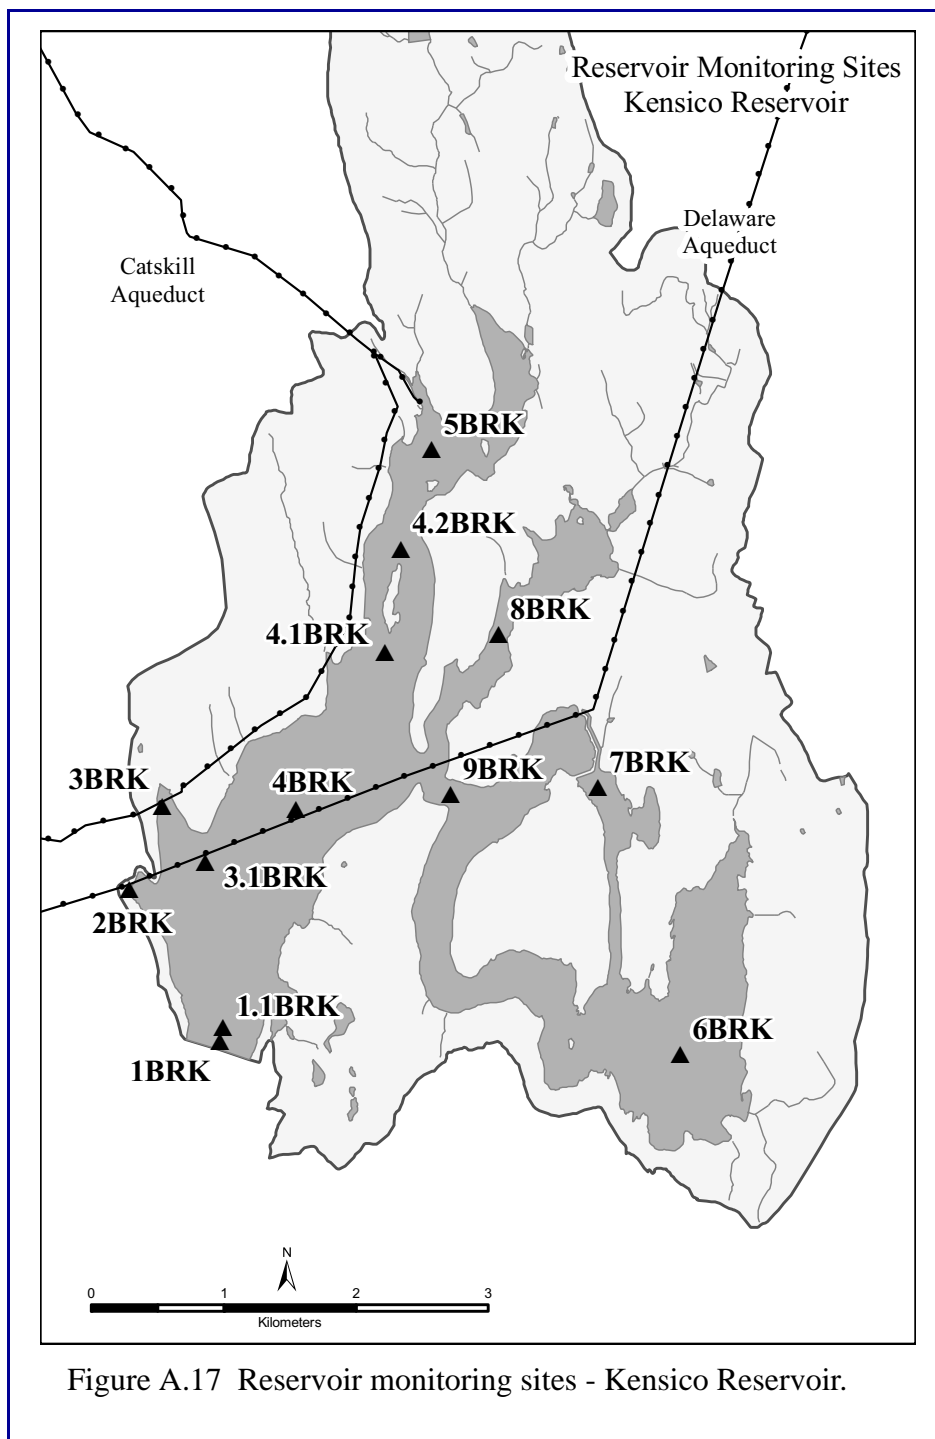 Reservoir Monitoring Sites
Kensico Reservoir
Delaware
Aqueduct
Catskill
Aqueduct
5BRK
4.2BRK
8BRK
4.1BRK
3BRK
4BRK
9BRK
7BRK
3.1BRK
2BRK
1.1BRK
6BRK
1BRK
N
0 1 2 3
Kilometers
Figure A.17 Reservoir monitoring sites - Kensico Reservoir.